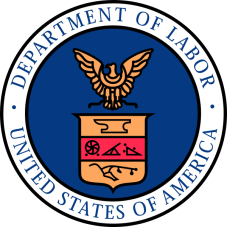 · DEPARTMENT OF LABOR ·
UNITED STATES OF AMERICA